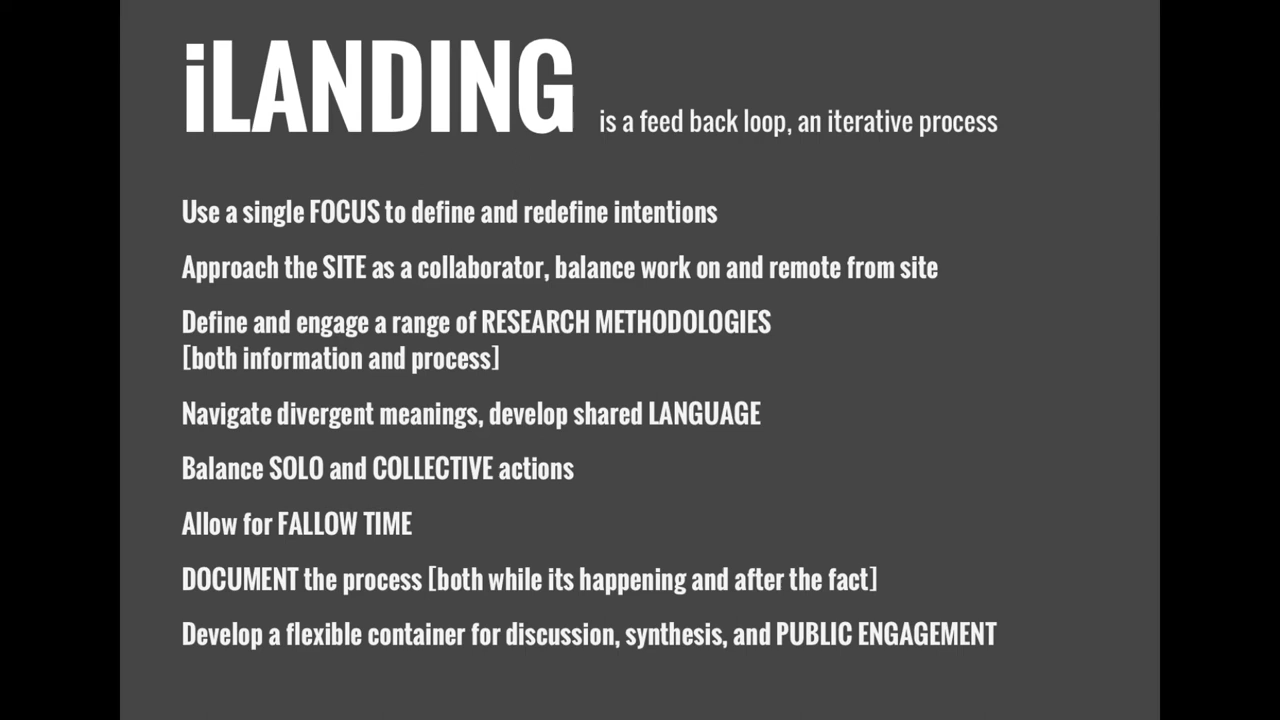 iLANDING is a feed back loop, an iterative process
Use a single FOCUS to define and redefine intentions
Approach the SITE as a collaborator, balance work on and remote from site
Define and engage a range of RESEARCH METHODOLOGIES
[both information and process]
Navigate divergent meanings, develop shared LANGUAGE
Balance SOLO and COLLECTIVE actions
Allow for FALLOW TIME
DOCUMENT the process [both while its happening and after the fact]
Develop a flexible container for discussion, synthesis, and PUBLIC ENGAGEMENT